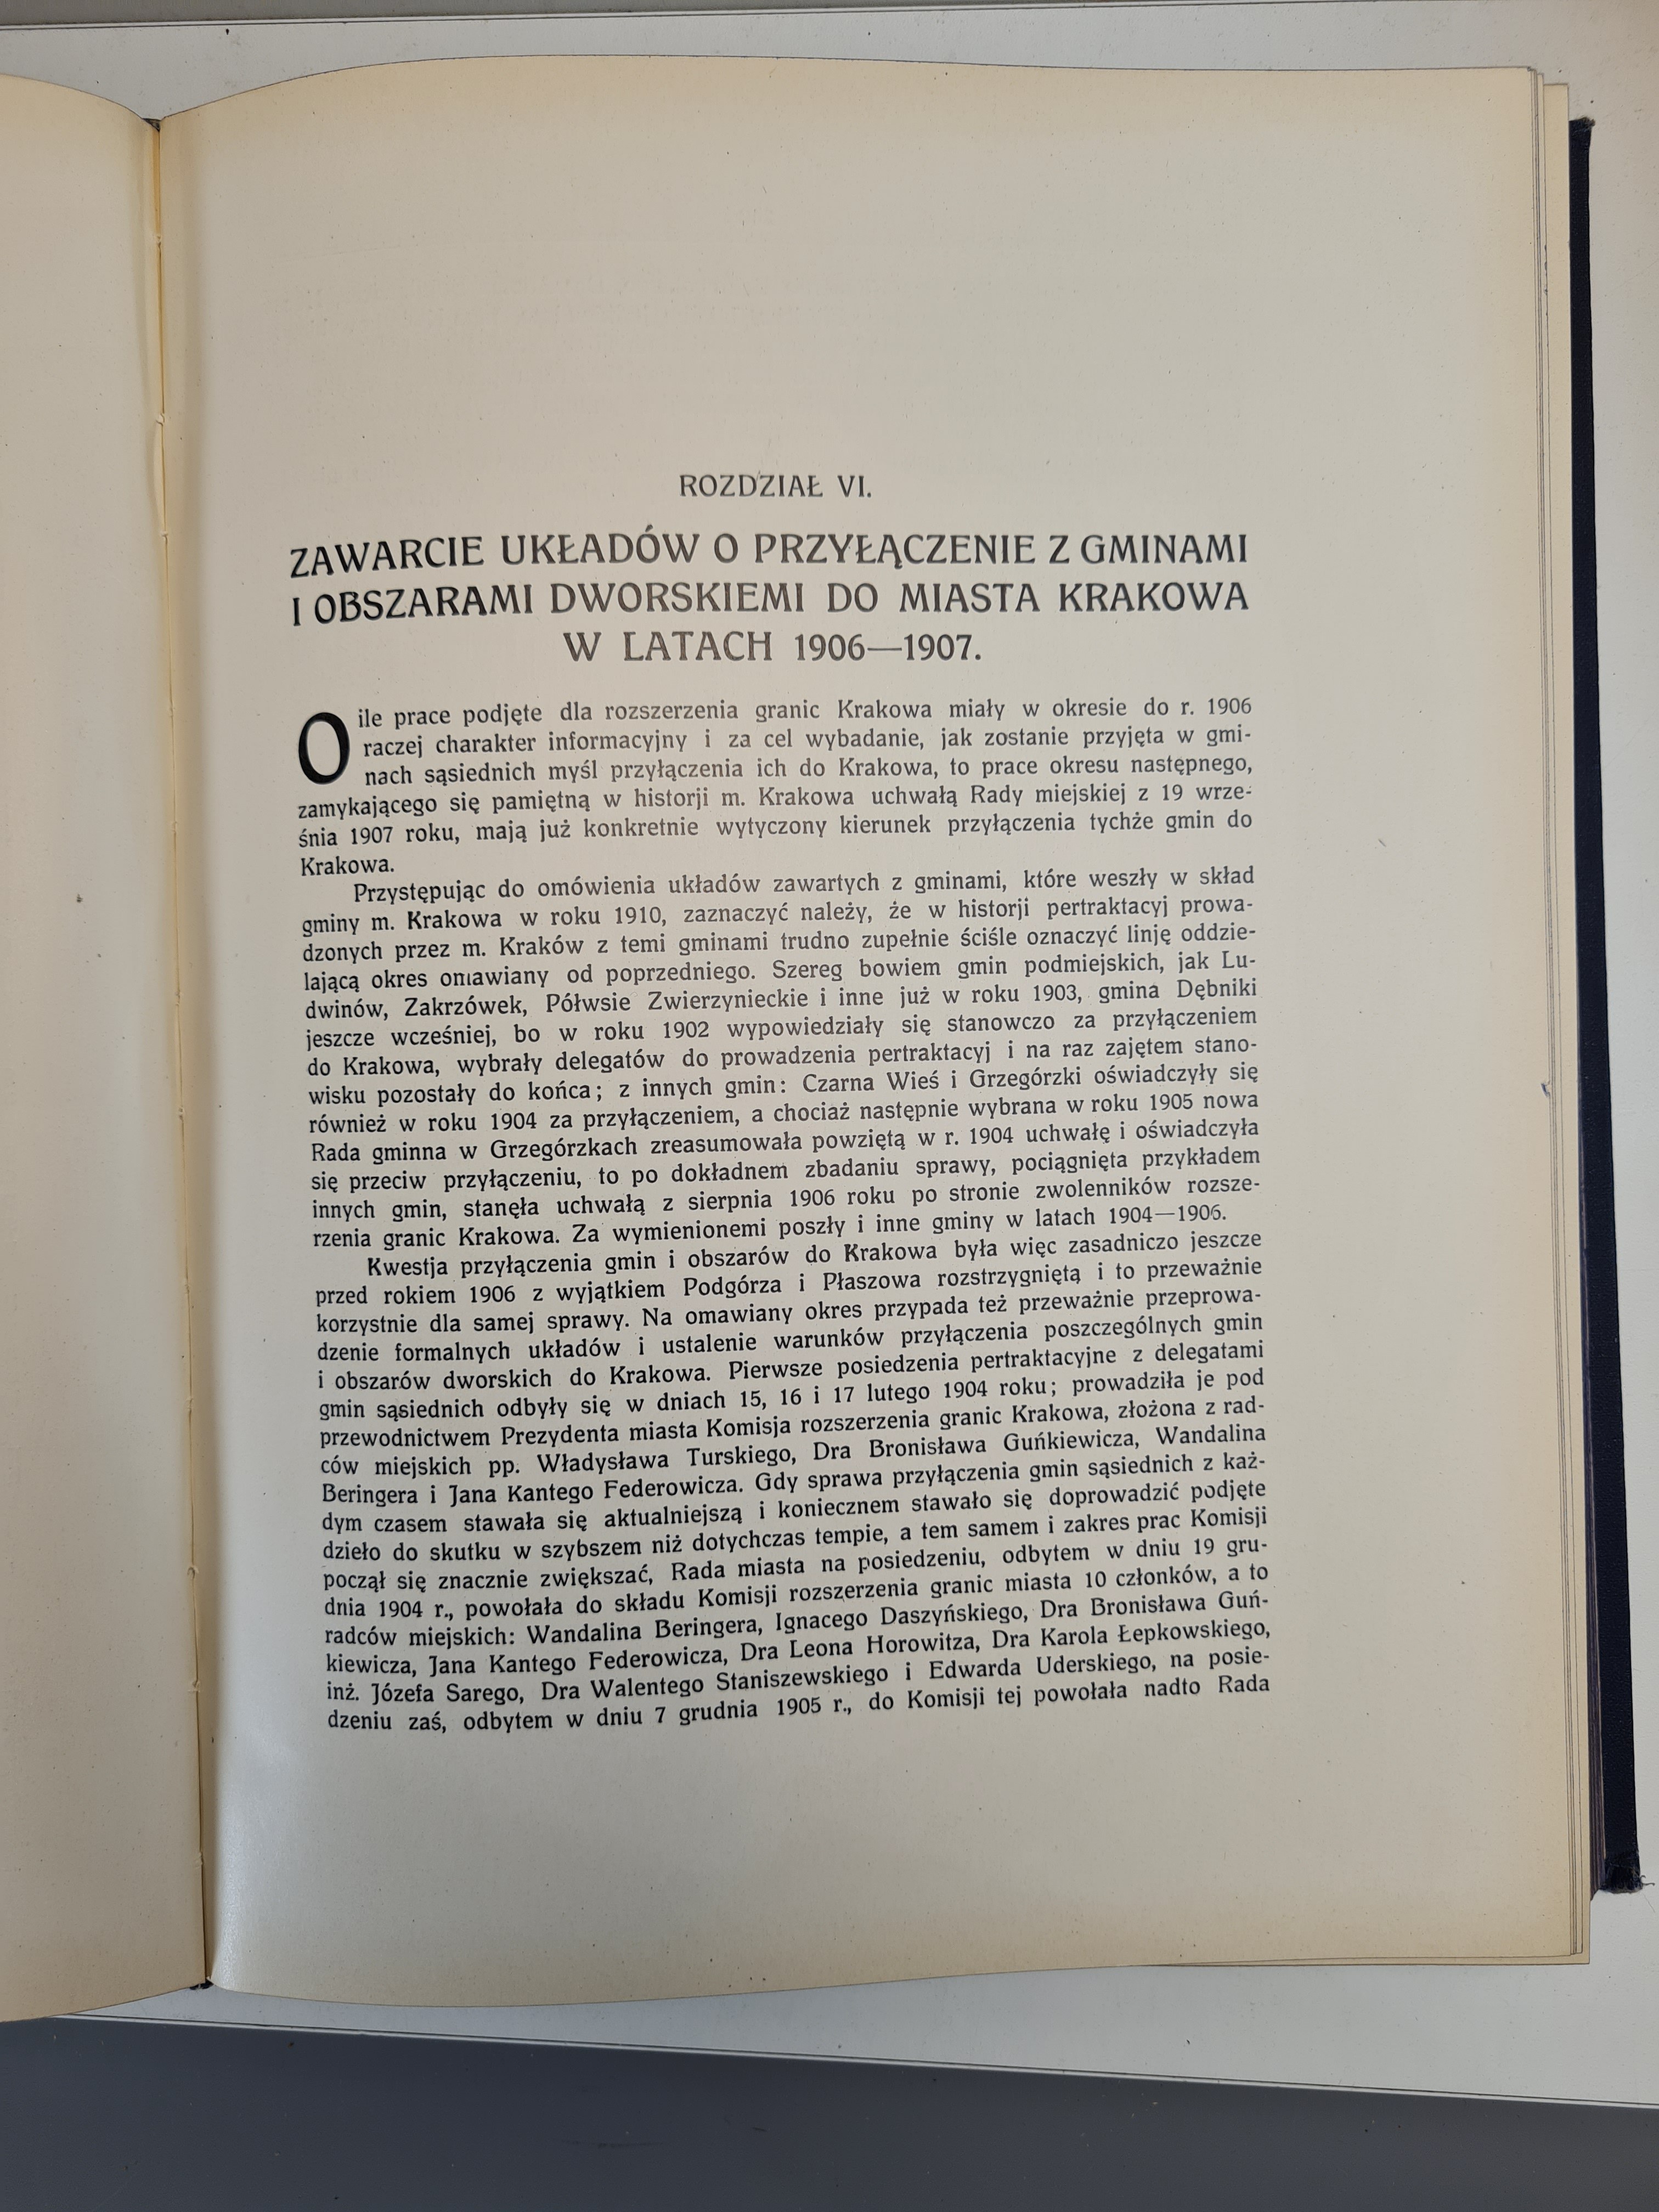 ROZDZIAŁ VI.
ZAWARCIE UKŁADÓW O PRZYŁĄCZENIE Z GMINAMI
I OBSZARAMI DWORSKIEMI DO MIASTA KRAKOWA
W LATACH 1906—1907.
O ile prace podjęte dla rozszerzenia granic Krakowa miały w okresie do r. 1906
raczej charakter informacyjny i za cel wybadanie, jak zostanie przyjęta w gmi-
nach sąsiednich myśl przyłączenia ich do Krakowa, to prace okresu następnego,
zamykającego się pamiętną w historji m. Krakowa uchwałą Rady miejskiej z 19 wrze-
śnia 1907 roku, mają już konkretnie wytyczony kierunek przyłączenia tychże gmin do
Krakowa.
Przystępując do omówienia układów zawartych z gminami, które weszły w skład
gminy m. Krakowa w roku 1910, zaznaczyć należy, że w historji pertraktacyj prowa-
dzonych przez m. Kraków z temi gminami trudno zupełnie ściśle oznaczyć linję oddzie-
lającą okres omawiany od poprzedniego. Szereg bowiem gmin podmiejskich, jak Lu-
dwinów, Zakrzówek, Półwsie Zwierzynieckie i inne już w roku 1903, gmina Dębniki
jeszcze wcześniej, bo w roku 1902 wypowiedziały się stanowczo za przyłączeniem
do Krakowa, wybrały delegatów do prowadzenia pertraktacyj i na raz zajętem stano-
wisku pozostały do końca; z innych gmin: Czarna Wieś i Grzegórzki oświadczyły się
również w roku 1904 za przyłączeniem, a chociaż następnie wybrana w roku 1905 nowa
Rada gminna w Grzegórzkach zreasumowała powziętą w r. 1904 uchwałę i oświadczyła
się przeciw przyłączeniu, to po dokładnem zbadaniu sprawy, pociągnięta przykładem
innych gmin, stanęła uchwałą z sierpnia 1906 roku po stronie zwolenników rozsze-
rzenia granic Krakowa. Za wymienionemi poszły i inne gminy w latach 1904—1906.
Kwestja przyłączenia gmin i obszarów do Krakowa była więc zasadniczo jeszcze
przed rokiem 1906 z wyjątkiem Podgórza i Płaszowa rozstrzygniętą i to przeważnie
korzystnie dla samej sprawy. Na omawiany okres przypada też przeważnie przeprowa-
dzenie formalnych układów i ustalenie warunków przyłączenia poszczególnych gmin
i obszarów dworskich do Krakowa. Pierwsze posiedzenia pertraktacyjne z delegatami
gmin sąsiednich odbyły się w dniach 15, 16 i 17 lutego 1904 roku; prowadziła je pod
przewodnictwem Prezydenta miasta Komisja rozszerzenia granic Krakowa, złożona z rad-
ców miejskich pp. Władysława Turskiego, Dra Bronisława Guńkiewicza, Wandalina
Beringera i Jana Kantego Federowicza. Gdy sprawa przyłączenia gmin sąsiednich z każ-
dym czasem stawała się aktualniejszą i koniecznem stawało się doprowadzić podjęte
dzieło do skutku w szybszem niż dotychczas tempie, a tem samem i zakres prac Komisji
począł się znacznie zwiększać, Rada miasta na posiedzeniu, odbytem w dniu 19 gru-
dnia 1904 r., powołała do składu Komisji rozszerzenia granic miasta 10 członków, a to
radców miejskich: Wandalina Beringera, Ignacego Daszyńskiego, Dra Bronisława Guń-
kiewicza, Jana Kantego Federowicza, Dra Leona Horowitza, Dra Karola Łepkowskiego,
inż. Józefa Sarego, Dra Walentego Staniszewskiego i Edwarda Uderskiego, na posie-
dzeniu zaś, odbytem w dniu 7 grudnia 1905 r., do Komisji tej powołała nadto Rada